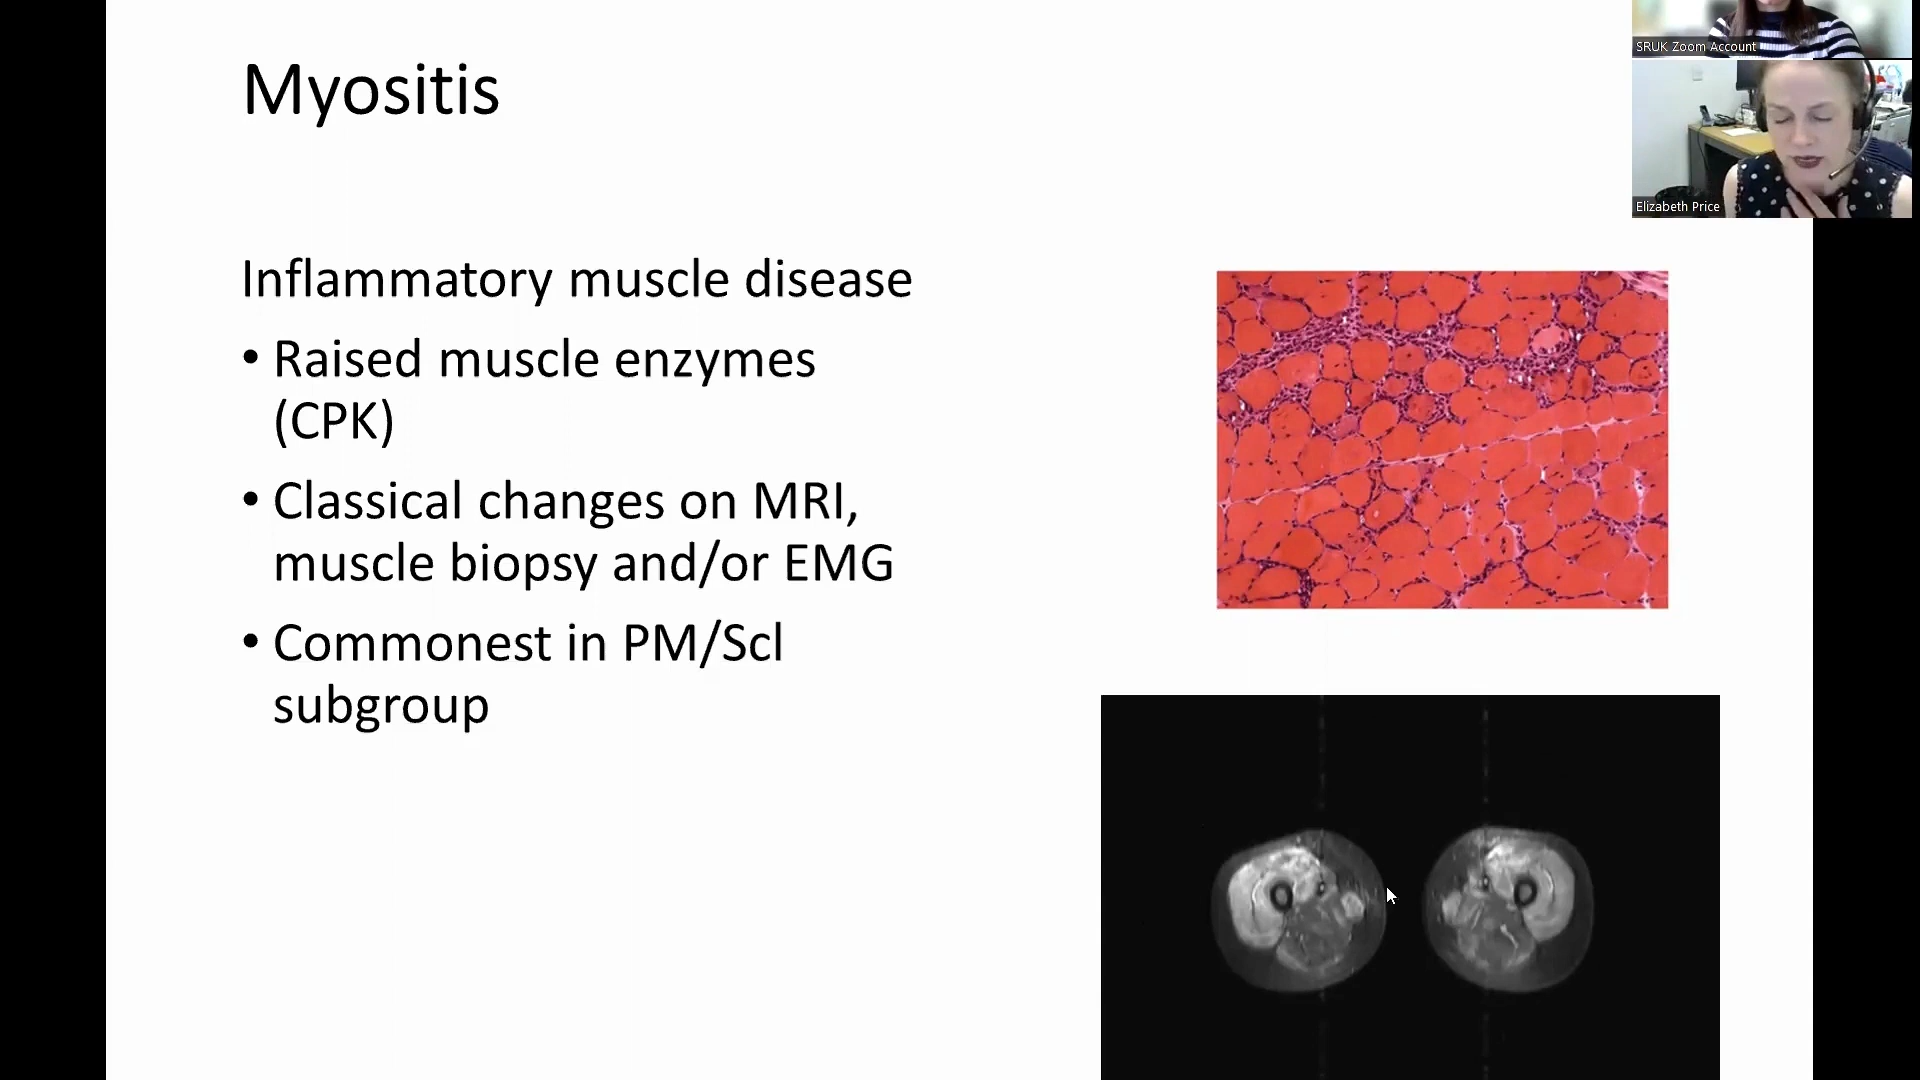 Myositis
SRUK Zoom Account
Elizabeth Price
Inflammatory muscle disease
• Raised muscle enzymes
(CPK)
• Classical changes on MRI,
muscle biopsy and/or EMG
• Commonest in PM/Scl
subgroup